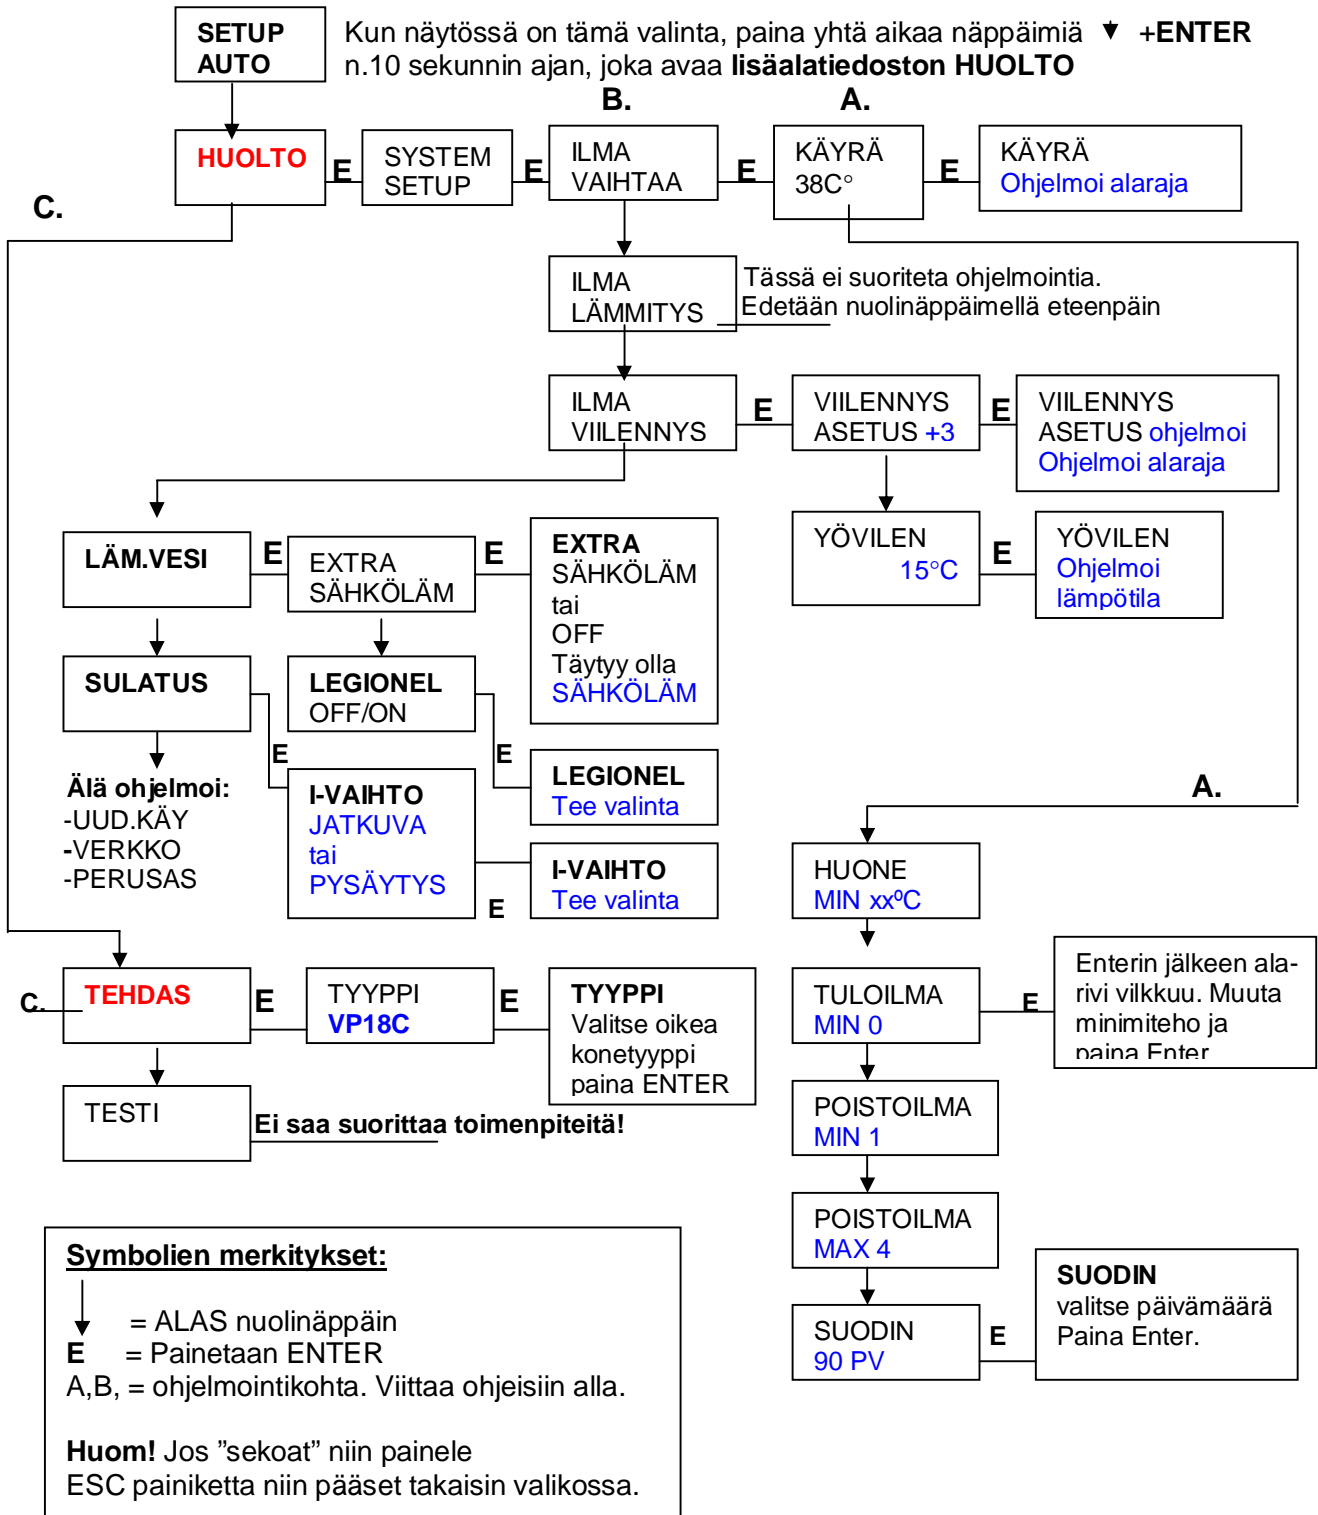 SETUP
AUTO
Kun näytössä on tämä valinta, paina yhtä aikaa näppäimiä ▼ +ENTER
n.10 sekunnin ajan, joka avaa lisäalatiedoston HUOLTO
B.
A.
HUOLTO
E
SYSTEM
SETUP
E
ILMA
VAIHTAA
E
KÄYRÄ
38C°
E
KÄYRÄ
Ohjelmoi alaraja
C.
ILMA
LÄMMITYS
Tässä ei suoriteta ohjelmointia.
Edetään nuolinäppäimellä eteenpäin
ILMA
VIILENNYS
E
VIILENNYS
ASETUS +3
E
VIILENNYS
ASETUS ohjelmoi
Ohjelmoi alaraja
YÖVILEN
15°C
E
YÖVILEN
Ohjelmoi
lämpötila
LÄM.VESI
E
EXTRA
SÄHKÖLÄM
E
EXTRA
SÄHKÖLÄM
tai
OFF
Täytyy olla
SÄHKÖLÄM
SULATUS
LEGIONEL
OFF/ON
E
E
LEGIONEL
Tee valinta
Älä ohjelmoi:
-UUD.KÄY
-VERKKO
-PERUSAS
I-VAIHTO
JATKUVA
tai
PYSÄYTYS
E
I-VAIHTO
Tee valinta
A.
HUONE
MIN xxºC
C.
TEHDAS
E
TYYPPI
VP18C
E
TYYPPI
Valitse oikea
konetyyppi
paina ENTER
TULOILMA
MIN 0
E
Enterin jälkeen ala-
rivi vilkkuu. Muuta
minimiteho ja
paina Enter
TESTI
Ei saa suorittaa toimenpiteitä!
POISTOILMA
MIN 1
POISTOILMA
MAX 4
SUODIN
90 PV
E
SUODIN
valitse päivämäärä
Paina Enter.
Symbolien merkitykset:
= ALAS nuolinäppäin
E = Painetaan ENTER
A,B, = ohjelmointikohta. Viittaa ohjeisiin alla.
Huom! Jos ”sekoat” niin painele
ESC painiketta niin pääset takaisin valikossa.